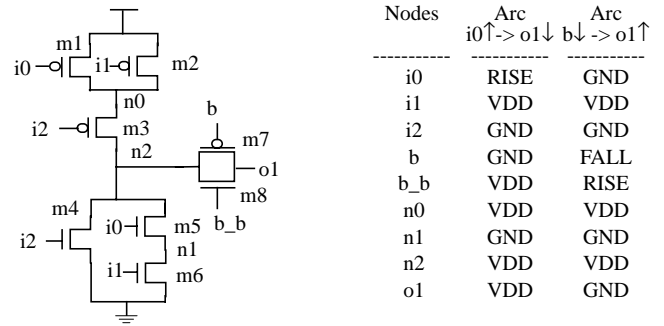 m1
i0
i1
m2
n0
i2
m3
n2
b
m7
o1
m8
b_b
m4
i0
m5
n1
i2
i1
m6
Nodes Arc Arc
i0↑-> o1↓ b↓ -> o1↑
----------- ----------- -----------
i0 RISE GND
i1 VDD VDD
i2 GND GND
b GND FALL
b_b VDD RISE
n0 VDD VDD
n1 GND GND
n2 VDD VDD
o1 VDD GND